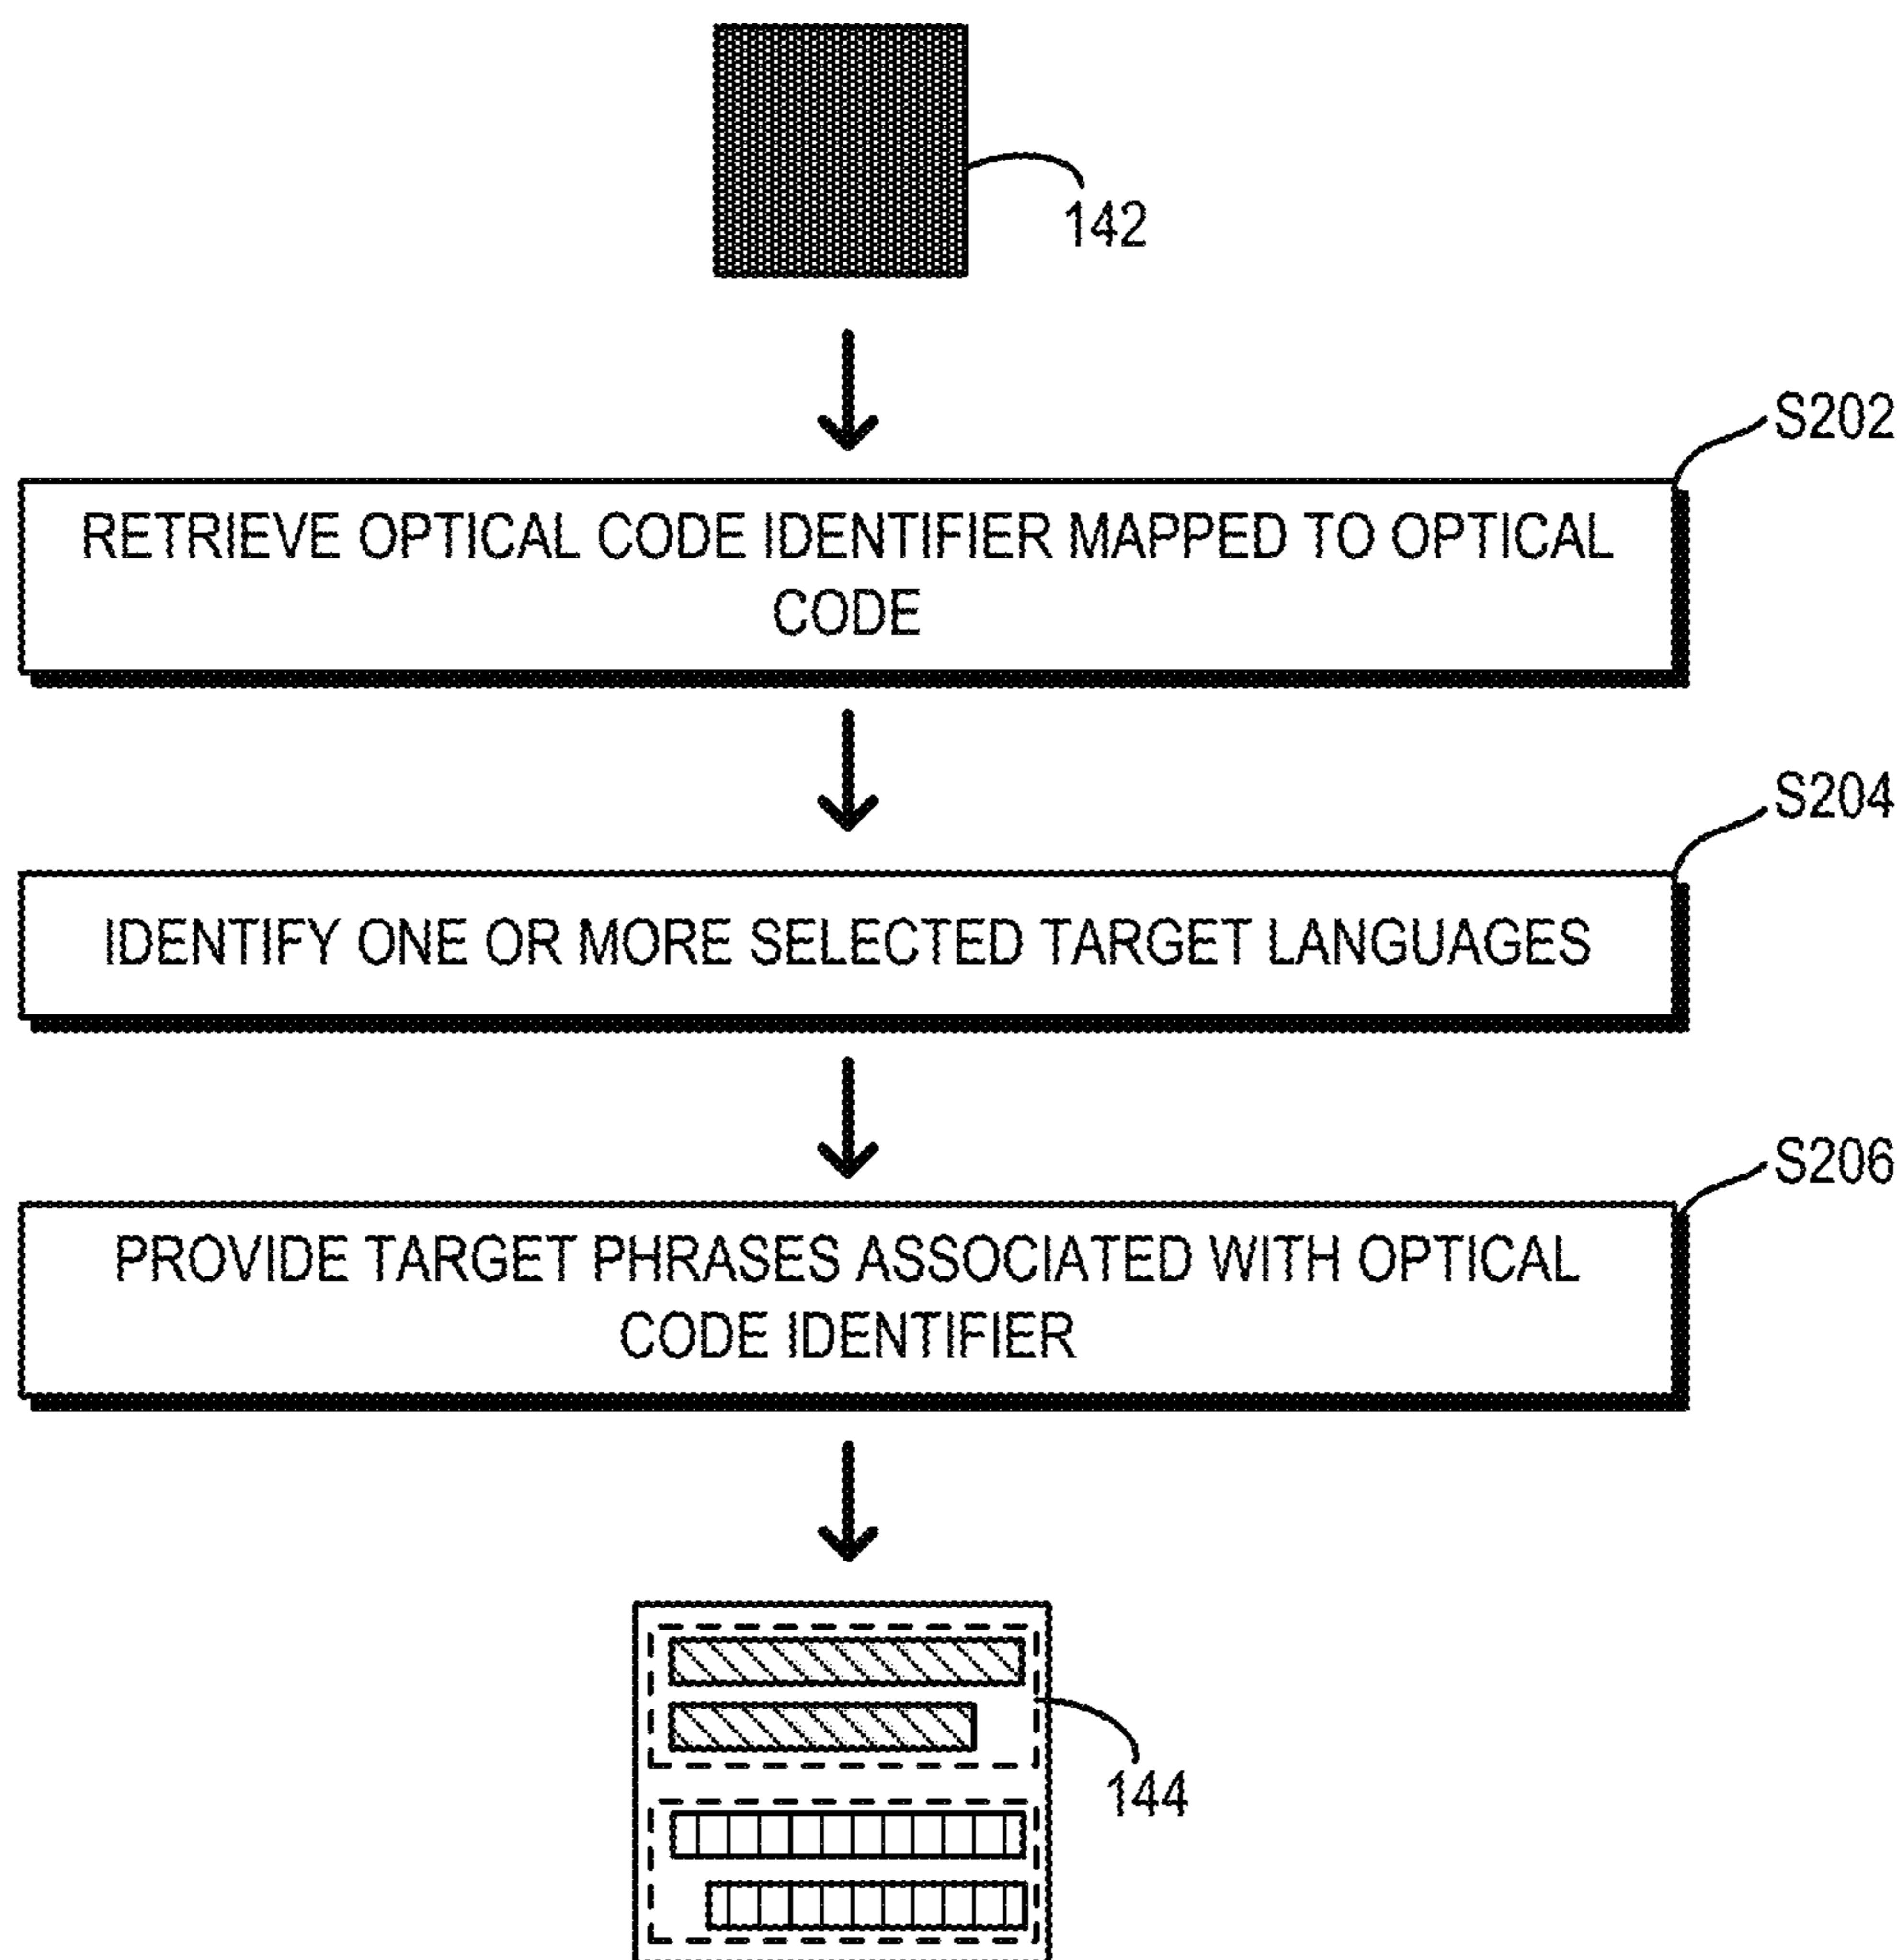 142
S202
RETRIEVE OPTICAL CODE IDENTIFIER MAPPED TO OPTICAL
CODE
S204
IDENTIFY ONE OR MORE SELECTED TARGET LANGUAGES
S206
PROVIDE TARGET PHRASES ASSOCIATED WITH OPTICAL
CODE IDENTIFIER
144